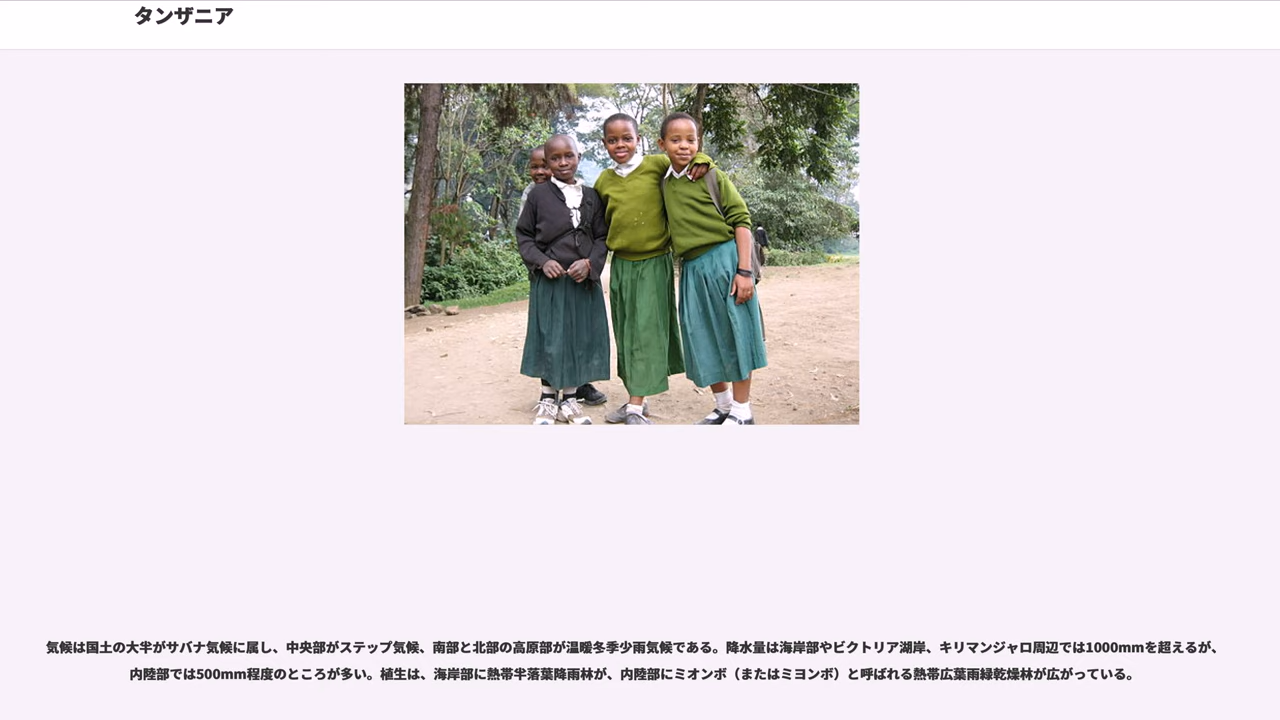 タンザニア
気候は国土の大半がサバナ気候に属し、中央部がステップ気候、南部と北部の高原部が温暖冬季少雨気候である。降水量は海岸部やビクトリア湖岸、キリマンジャロ周辺では1000mmを超えるが、
内陸部では500mm程度のところが多い。植生は、海岸部に熱帯半落葉降雨林が、内陸部にミオンボ（またはミヨンボ）と呼ばれる熱帯広葉雨緑乾燥林が広がっている。